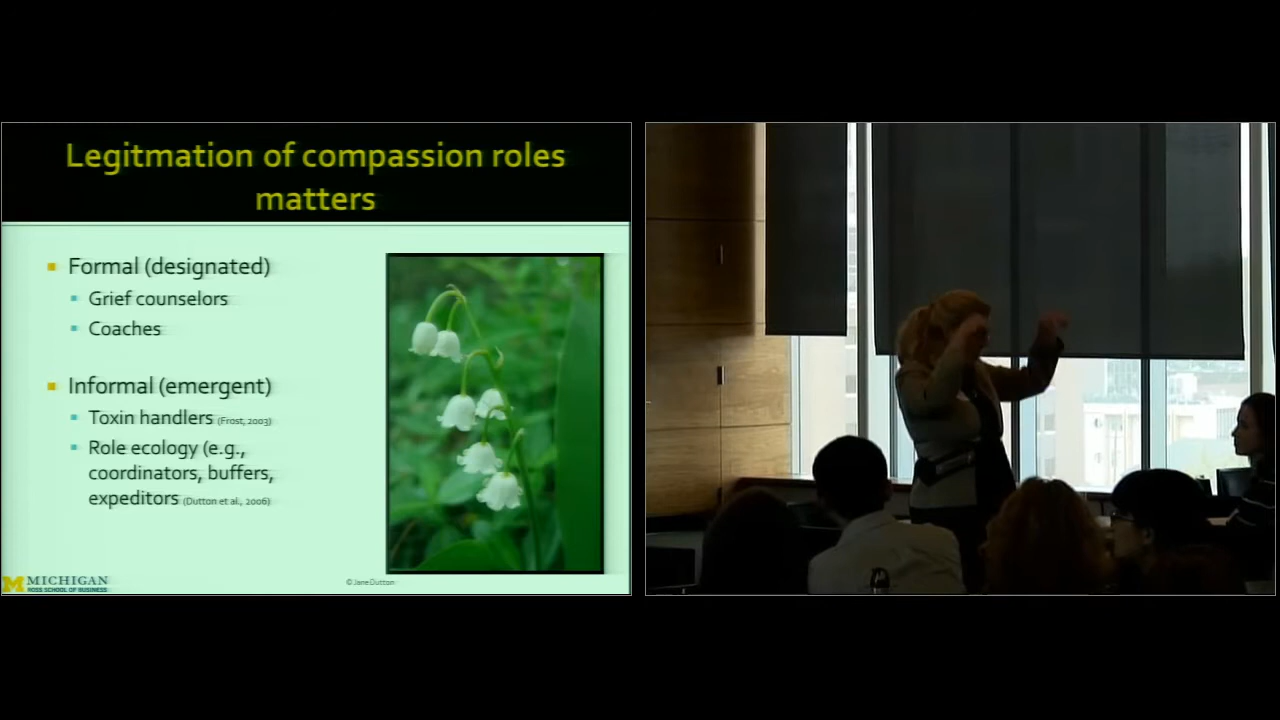 Legitmation of compassion roles
matters
Formal (designated)
Grief counselors
Coaches
Informal (emergent)
Toxin handlers (Frost, 2003)
Role ecology (e.g.,
coordinators, buffers,
expeditors (Dutton et al., 2006)
MICHIGAN
ROSS SCHOOL OF BUSINESS
© Jane Dutton